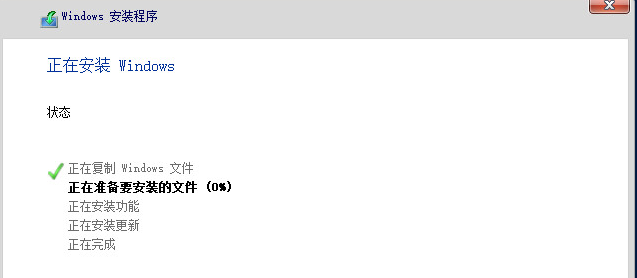 Windows 安装程序
正在安装 Windows
状态
正在复制 Windows 文件
正在准备要安装的文件 (0%)
正在安装功能
正在安装更新
正在完成